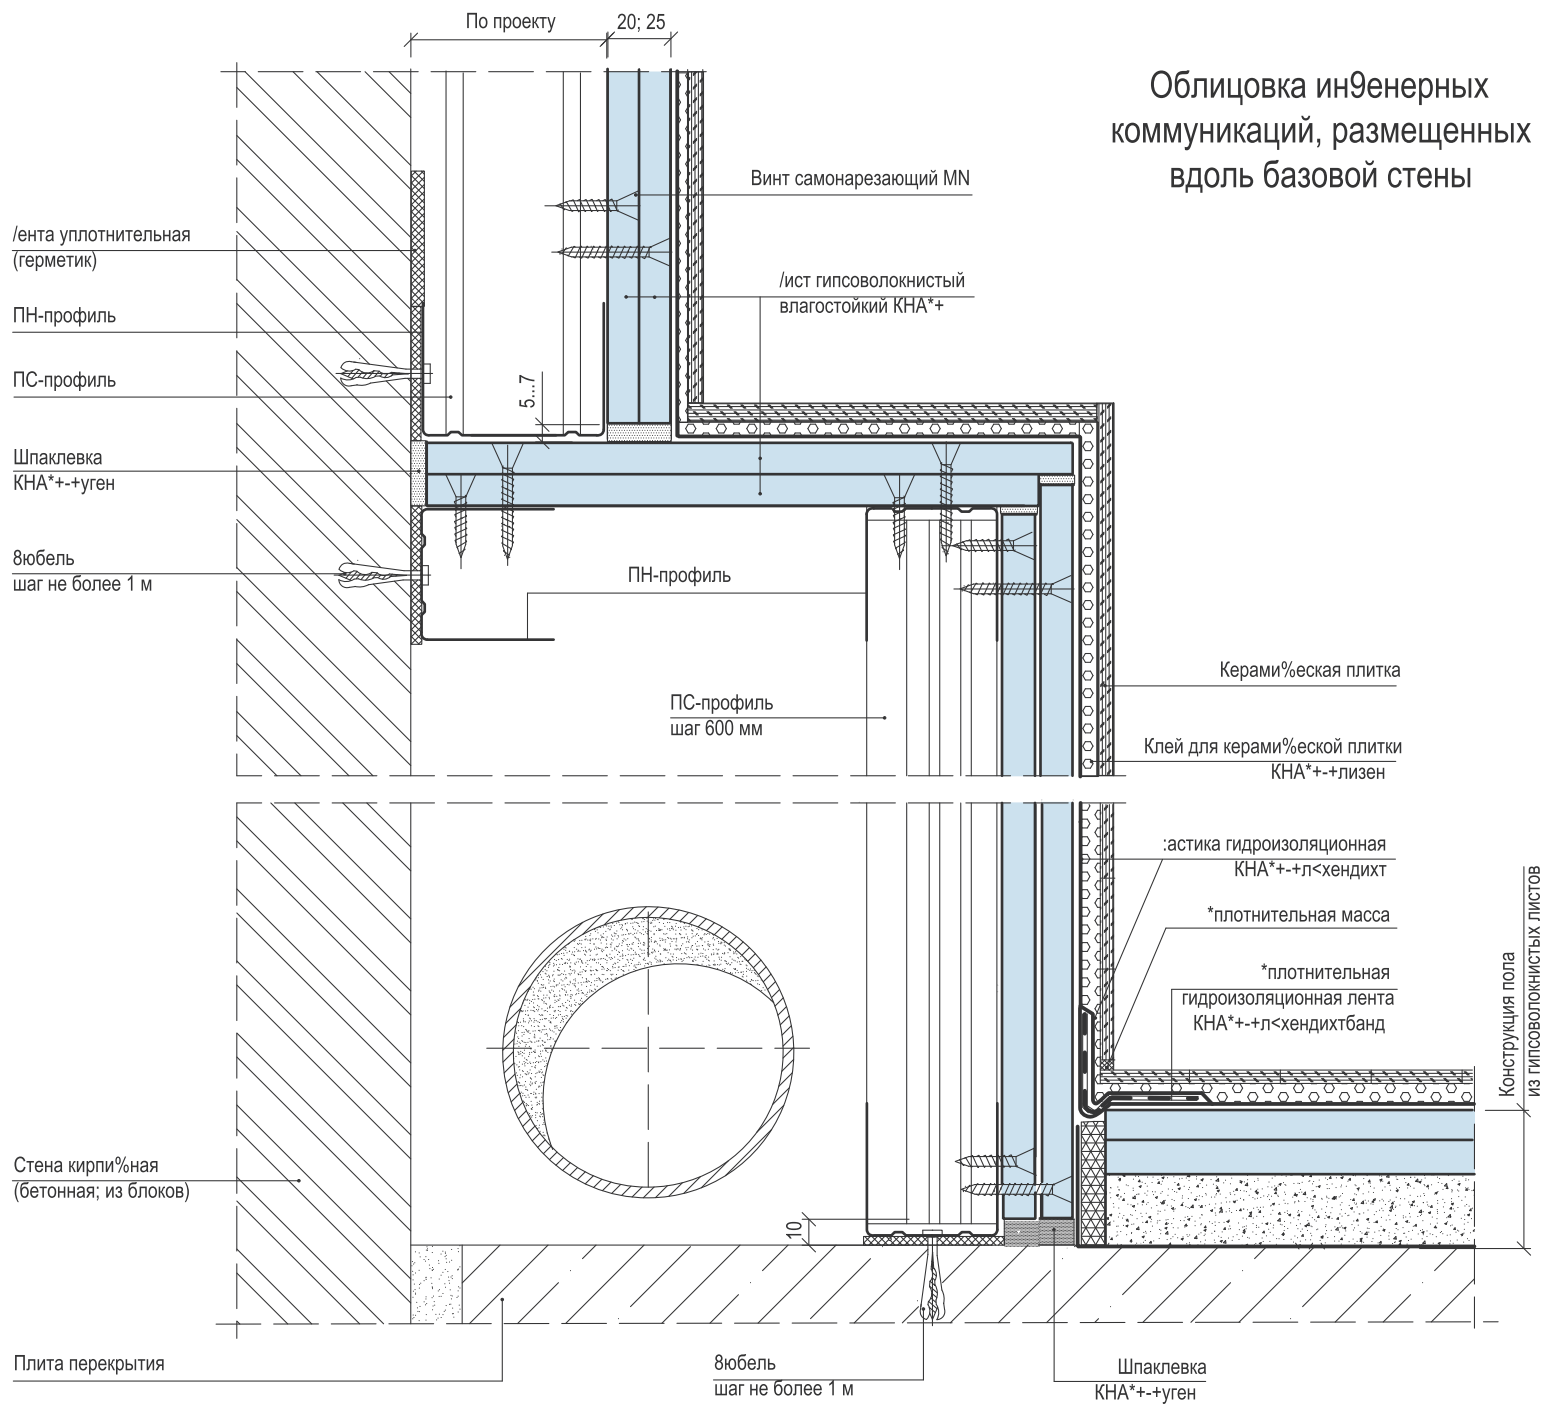 По проекту
20; 25
Облицовка ин9енерных
коммуникаций, размещенных
вдоль базовой стены
Винт самонарезающий MN
/ента уплотнительная
(герметик)
/ист гипсоволокнистый
влагостойкий КНА*+
ПН-профиль
ПС-профиль
5...7
Шпаклевка
КНА*+-+уген
8юбель
шаг не более 1 м
ПН-профиль
Керами%еская плитка
ПС-профиль
шаг 600 мм
Клей для керами%еской плитки
КНА*+-+лизен
:астика гидроизоляционная
КНА*+-+л<хендихт
*плотнительная масса
*плотнительная
гидроизоляционная лента
КНА*+-+л<хендихтбанд
Конструкция пола
из гипсоволокнистых листов
Стена кирпи%ная
(бетонная; из блоков)
10
Плита перекрытия
8юбель
шаг не более 1 м
Шпаклевка
КНА*+-+уген